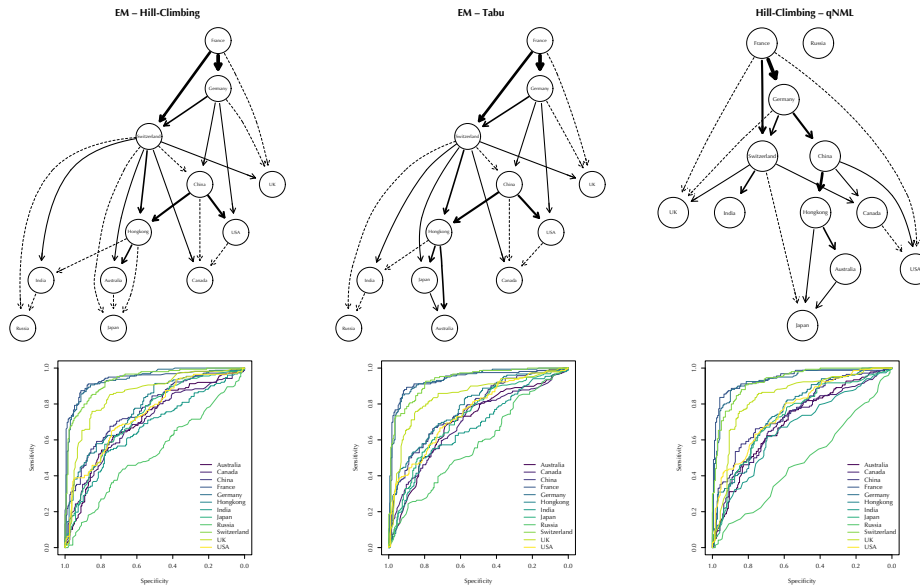 EM – Hill-Climbing
France
Germany
Switzerland
China
UK
Hongkong
USA
India
Australia
Canada
Russia
Japan
EM – Tabu
France
Germany
Switzerland
China
UK
Hongkong
USA
India
Japan
Canada
Russia
Australia
Hill-Climbing – qNML
France
Russia
Germany
Switzerland
China
UK
India
Hongkong
Canada
Australia
USA
Japan
Sensitivity
1.0
0.8
0.6
0.4
0.2
0.0
Australia
Canada
China
France
Germany
Hongkong
India
Japan
Russia
Switzerland
UK
USA
1.0 0.8 0.6 0.4 0.2 0.0
Specificity
Sensitivity
1.0
0.8
0.6
0.4
0.2
0.0
Australia
Canada
China
France
Germany
Hongkong
India
Japan
Russia
Switzerland
UK
USA
1.0 0.8 0.6 0.4 0.2 0.0
Specificity
Sensitivity
1.0
0.8
0.6
0.4
0.2
0.0
Australia
Canada
China
France
Germany
Hongkong
India
Japan
Russia
Switzerland
UK
USA
1.0 0.8 0.6 0.4 0.2 0.0
Specificity